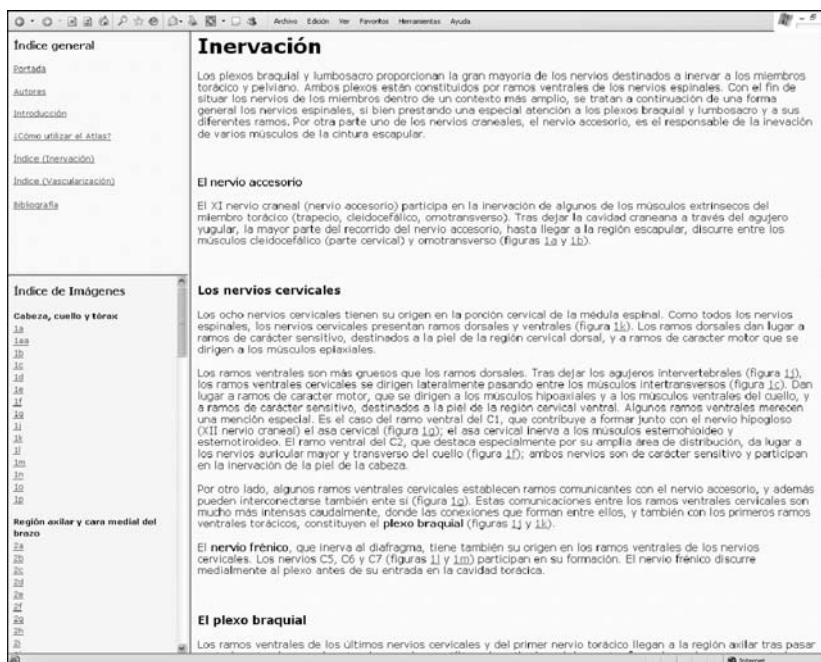 Archivo Edición Ver Favoritos Herramientas Ayuda
Índice general
Portada
Autores
Introducción
¿Cómo utilizar el Atlas?
Índice (Inervación)
Índice (Vascularización)
Bibliografía
Índice de Imágenes
Cabeza, cuello y tórax
1a
1aa
1b
1c
1d
1e
1f
1g
1i
1k
1l
1m
1n
1o
1p
Región axilar y cara medial del
brazo
2a
2b
2c
2d
2e
2f
2g
2h
Inervación
Los plexos braquial y lumbosacro proporcionan la gran mayoria de los nervios destinados a inervar a los miembros
torácico y pelviano. Ambos plexos están constituidos por ramos ventrales de los nervios espinales. Con el fin de
situar los nervios de los miembros dentro de un contexto más amplio, se tratan a continuación de una forma
general los nervios espinales, si bien prestando una especial atención a los plexos braquial y lumbosacro y a sus
diferentes ramos. Por otra parte uno de los nervios craneales, el nervio accesorio, es el responsable de la inevación
de varios músculos de la cintura escapular.
El nervio accesorio
El XI nervio craneal (nervio accesorio) participa en la inervación de algunos de los músculos extrínsecos del
miembro torácico (trapecio, cleidocefálico, omotransverso). Tras dejar la cavidad craneana a través del agujero
yugular, la mayor parte del recorrido del nervio accesorio, hasta llegar a la región escapular, discurre entre los
músculos cleidocefálico (parte cervical) y omotransverso (figuras 1a y 1b).
Los nervios cervicales
Los ocho nervios cervicales tienen su origen en la porción cervical de la médula espinal. Como todos los nervios
espinales, los nervios cervicales presentan ramos dorsales y ventrales (figura 1k). Los ramos dorsales dan lugar a
ramos de carácter sensitivo, destinados a la piel de la región cervical dorsal, y a ramos de caracter motor que se
dirigen a los músculos epiaxiales.
Los ramos ventrales son más gruesos que los ramos dorsales. Tras dejar los agujeros intervertebrales (figura 1j),
los ramos ventrales cervicales se dirigen lateralmente pasando entre los músculos intertransversos (figura 1c). Dan
lugar a ramos de caracter motor, que se dirigen a los músculos hipoaxiales y a los músculos ventrales del cuello, y
a ramos de carácter sensitivo, destinados a la piel de la región cervical ventral. Algunos ramos ventrales merecen
una mención especial. Es el caso del ramo ventral del C1, que contribuye a formar junto con el nervio hipogloso
(XII nervio craneal) el asa cervical (figura 1g); el asa cervical inerva a los músculos esternohioideo y
esternotiroideo. El ramo ventral del C2, que destaca especialmente por su amplia área de distribución, da lugar a
los nervios auricular mayor y transverso del cuello (figura 1f); ambos nervios son de carácter sensitivo y participan
en la inervación de la piel de la cabeza.
Por otro lado, algunos ramos ventrales cervicales establecen ramos comunicantes con el nervio accesorio, y además
pueden interconectarse también ente sí (figura 1g). Estas comunicaciones entre los ramos ventrales cervicales son
mucho más intensas caudalmente, donde las conexiones que forman entre ellos, y también con los primeros ramos
ventrales torácicos, constituyen el plexo braquial (figuras 1j y 1k).
El nervio frénico, que inerva al diafragma, tiene también su origen en los ramos ventrales de los nervios
cervicales. Los nervios C5, C6 y C7 (figuras 1l y 1m) participan en su formación. El nervio frénico discurre
medialmente al plexo antes de su entrada en la cavidad torácica.
El plexo braquial
Los ramos ventrales de los últimos nervios cervicales y del primer nervio torácico llegan a la región axilar tras pasar
Internet